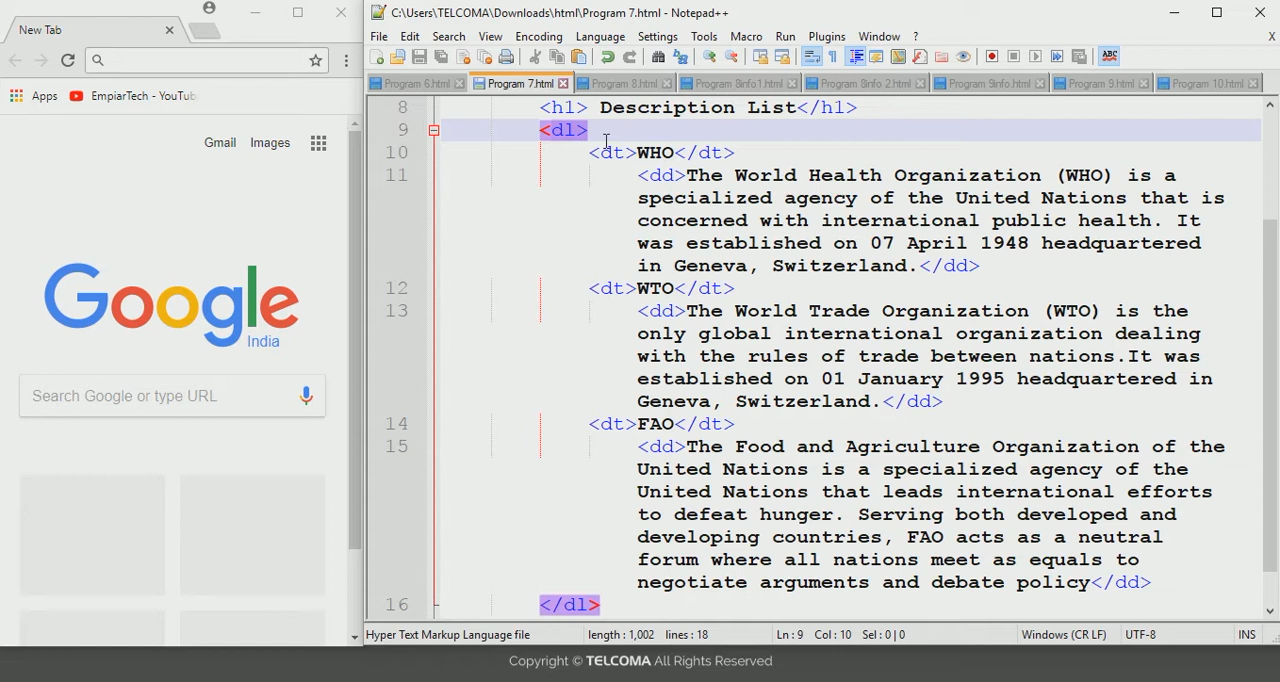 New Tab
C:\Users\TELCOMA\Downloads\html\Program 7.html - Notepad++
File Edit Search View Encoding Language Settings Tools Macro Run Plugins Window ? X
ABC
Apps EmpiarTech - YouTub
Program 6.html Program 7.html Program 8.html Program 8info1.html Program 8info 2.html Program 9info.html Program 9.html Program 10.html
Gmail Images
Google
India
Search Google or type URL
8 <h1> Description List</h1>
9 <dl>
10 <dt>WHO</dt>
11 <dd>The World Health Organization (WHO) is a
specialized agency of the United Nations that is
concerned with international public health. It
was established on 07 April 1948 headquartered
in Geneva, Switzerland.</dd>
12 <dt>WTO</dt>
13 <dd>The World Trade Organization (WTO) is the
only global international organization dealing
with the rules of trade between nations.It was
established on 01 January 1995 headquartered in
Geneva, Switzerland.</dd>
14 <dt>FAO</dt>
15 <dd>The Food and Agriculture Organization of the
United Nations is a specialized agency of the
United Nations that leads international efforts
to defeat hunger. Serving both developed and
developing countries, FAO acts as a neutral
forum where all nations meet as equals to
negotiate arguments and debate policy</dd>
16 </dl>
Hyper Text Markup Language file length : 1,002 lines : 18 Ln : 9 Col : 10 Sel : 0 | 0 Windows (CR LF) UTF-8 INS
Copyright © TELCOMA All Rights Reserved